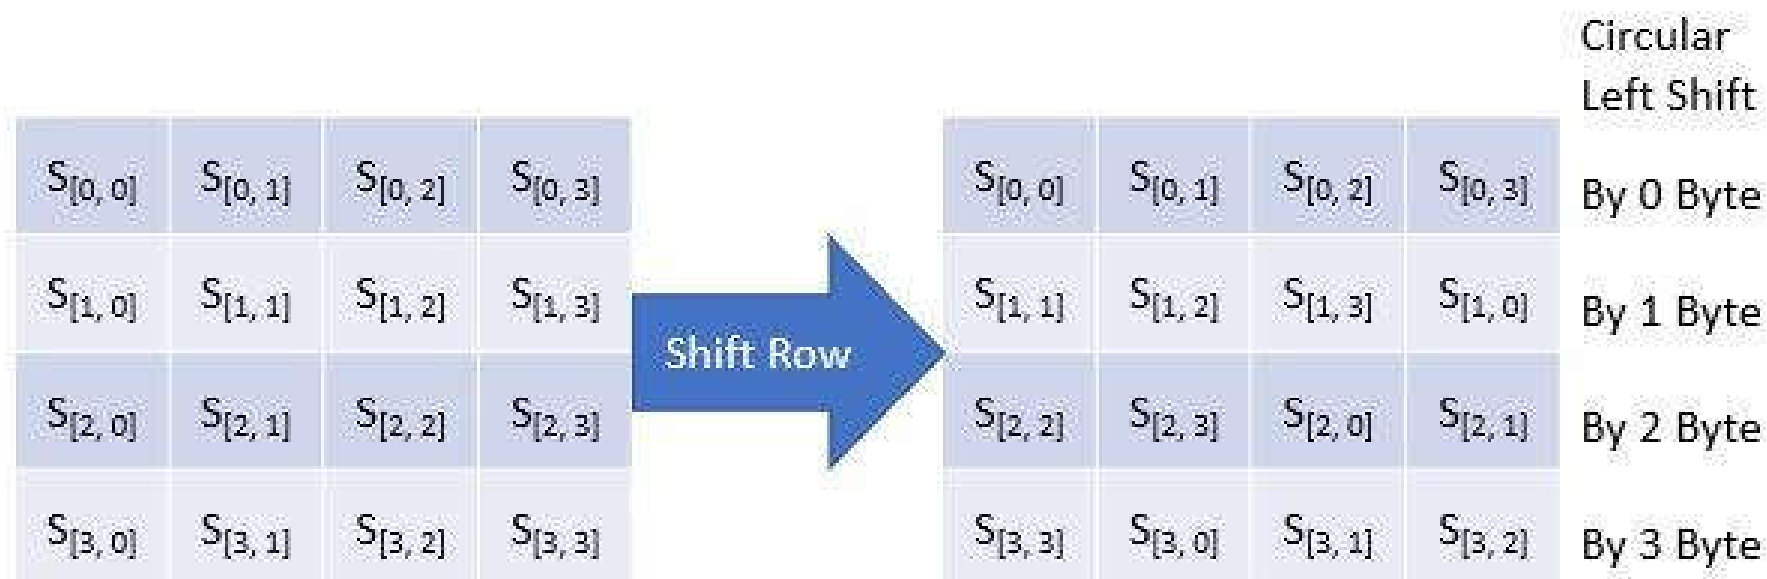 Circular
Left Shift
S[0, 0] S[0, 1] S[0, 2] S[0, 3]
S[1, 0] S[1, 1] S[1, 2] S[1, 3]
S[2, 0] S[2, 1] S[2, 2] S[2, 3]
S[3, 0] S[3, 1] S[3, 2] S[3, 3]
Shift Row
S[0, 0] S[0, 1] S[0, 2] S[0, 3] By 0 Byte
S[1, 1] S[1, 2] S[1, 3] S[1, 0] By 1 Byte
S[2, 2] S[2, 3] S[2, 0] S[2, 1] By 2 Byte
S[3, 3] S[3, 0] S[3, 1] S[3, 2] By 3 Byte